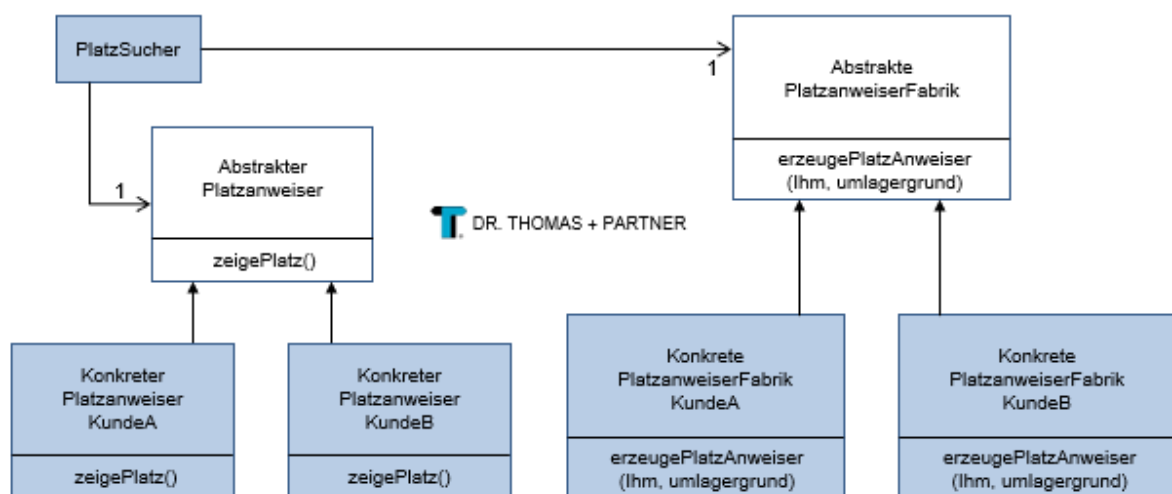 PlatzSucher
1
1
Abstrakte
PlatzanweiserFabrik
erzeugePlatzAnweiser
(lhm, umlagergrund)
Abstrakter
Platzanweiser
zeigePlatz()
DR. THOMAS + PARTNER
Konkreter
Platzanweiser
KundeA
zeigePlatz()
Konkreter
Platzanweiser
KundeB
zeigePlatz()
Konkrete
PlatzanweiserFabrik
KundeA
erzeugePlatzAnweiser
(lhm, umlagergrund)
Konkrete
PlatzanweiserFabrik
KundeB
erzeugePlatzAnweiser
(lhm, umlagergrund)